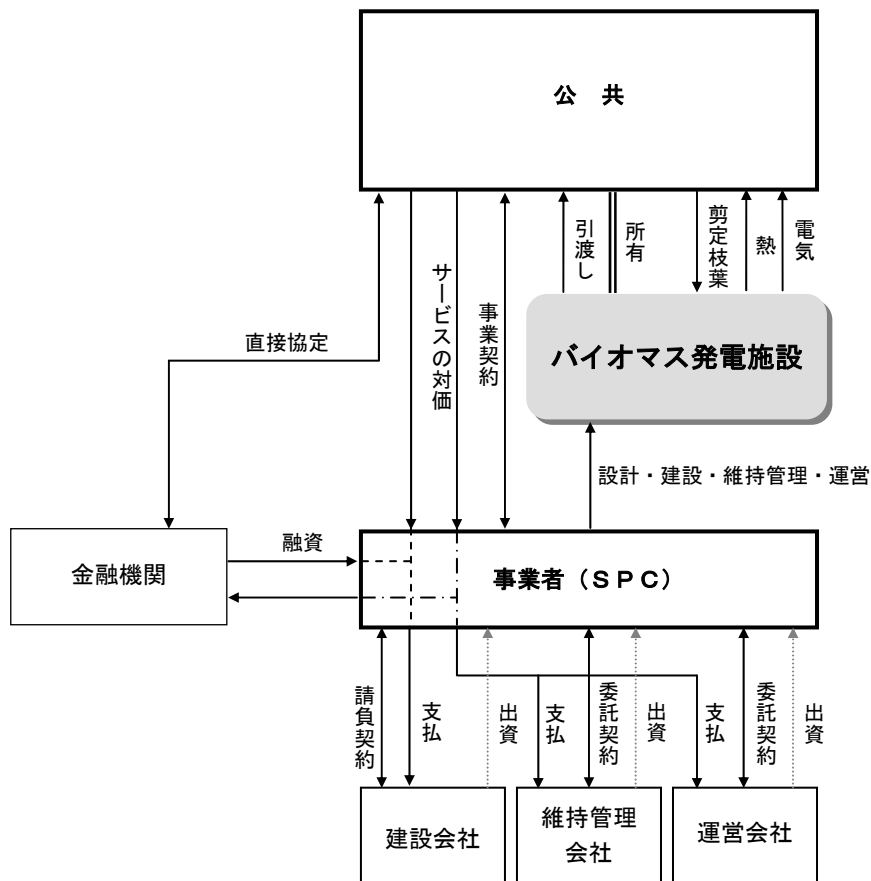 公　共
引渡し
所有
剪定枝葉
熱
電気
サービスの対価
事業契約
直接協定
バイオマス発電施設
設計・建設・維持管理・運営
融資
金融機関
事業者（ＳＰＣ）
請負契約
支払
出資
支払
委託契約
出資
支払
委託契約
出資
建設会社
維持管理
会社
運営会社